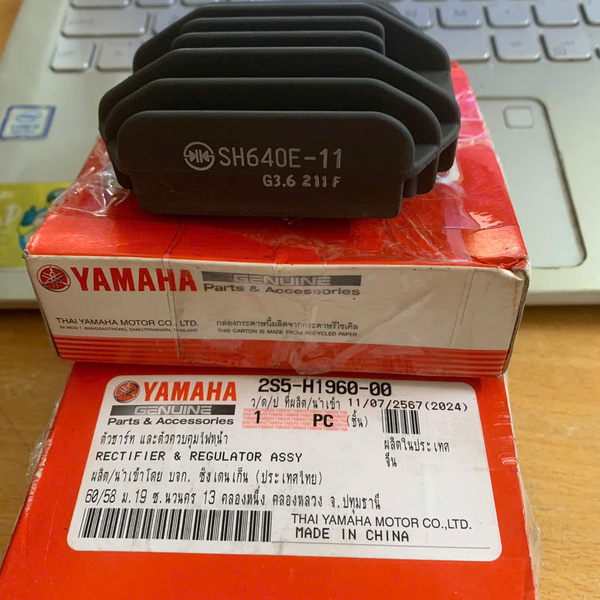 SH640E-11
G3.6 211 F
YAMAHA
GENUINE
Parts & Accessories
THAI YAMAHA MOTOR CO.,LTD.
64 MOO 1, BANGCHALONG, SAMUTPRAKARN, THAILAND
กล่องกระดาษนี้ผลิตจากกระดาษรีไซเคิล
THIS CARTON IS MADE FROM RECYCLED PAPER
YAMAHA
GENUINE
Parts & Accessories
2S5-H1960-00
ว/ด/ป ที่ผลิต/นำเข้า 11/07/2567(2024)
1 PC (ชิ้น)
ตัวชาร์ท และตัวควบคุมไฟหน้า
RECTIFIER & REGULATOR ASSY
ผลิตในประเทศ
จีน
ผลิต/นำเข้าโดย บจก. ชิงเดนเก็น (ประเทศไทย)
60/58 ม.19 ซ.นวนคร 13 คลองหนึ่ง คลองหลวง จ.ปทุมธานี
THAI YAMAHA MOTOR CO.,LTD.
MADE IN CHINA